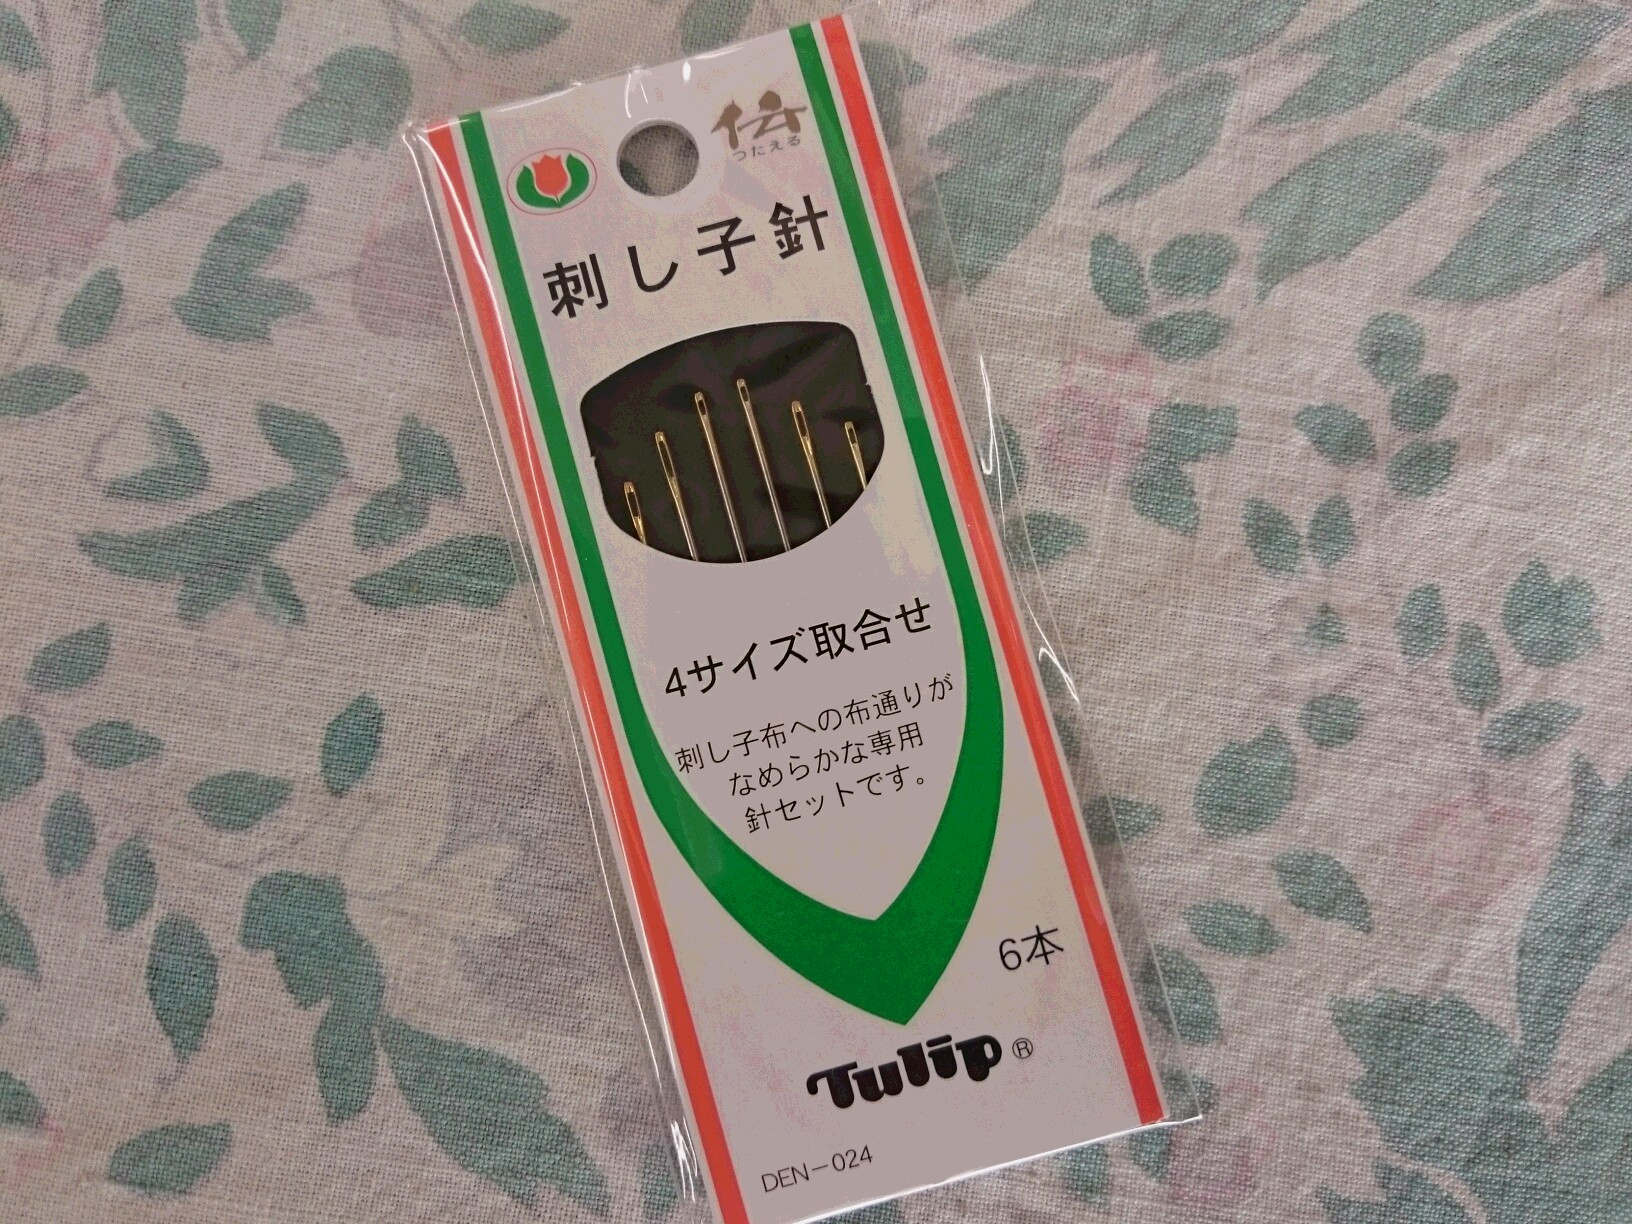 伝
つたえる
刺し子針
4サイズ取合せ
刺し子布への布通りが
なめらかな専用
針セットです。
6本
Tulip®
DEN-024